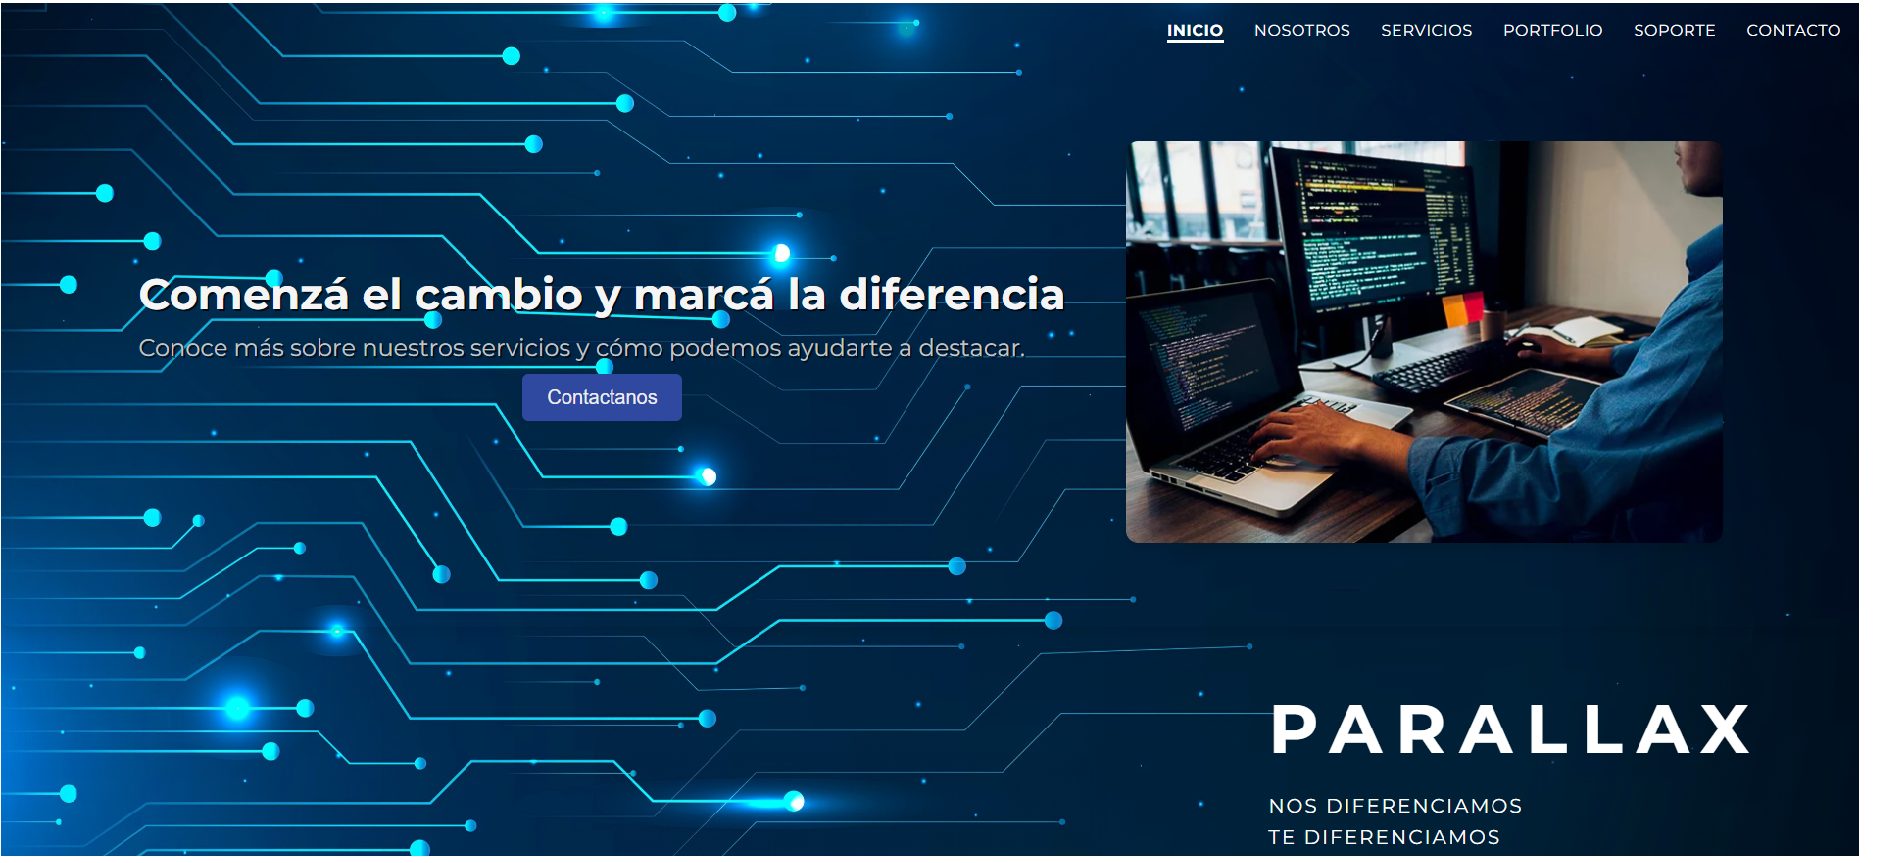 INICIO NOSOTROS SERVICIOS PORTFOLIO SOPORTE CONTACTO
Comenzá el cambio y marcá la diferencia
Conoce más sobre nuestros servicios y cómo podemos ayudarte a destacar.
Contactanos
PARALLAX
NOS DIFERENCIAMOS
TE DIFERENCIAMOS